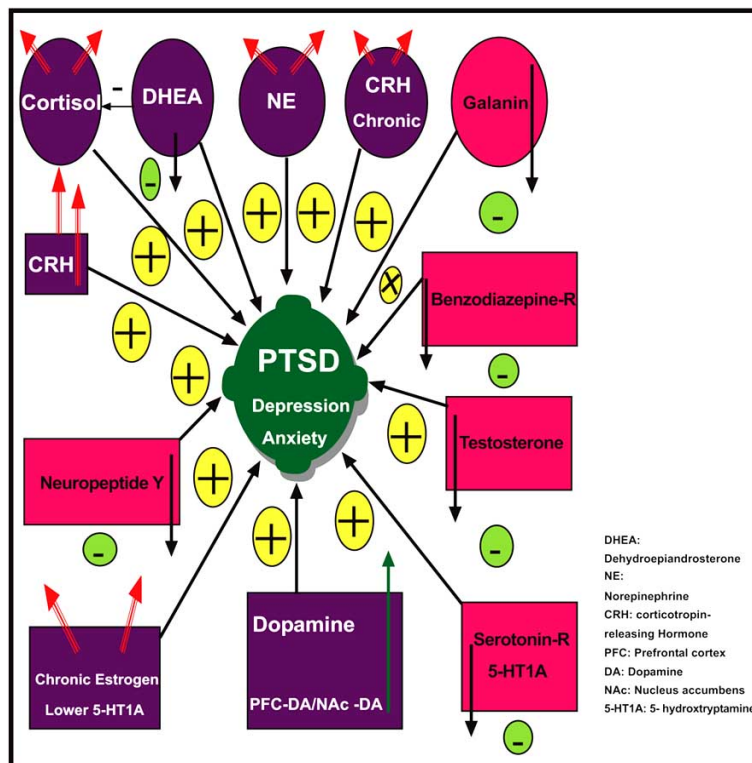 -
Cortisol
DHEA
NE
CRH
Chronic
Galanin
-
+
+
+
+
+
+
-
CRH
x
Benzodiazepine-R
+
+
PTSD
Depression
Anxiety
-
Neuropeptide Y
+
+
Testosterone
-
+
+
-
Chronic Estrogen
Lower 5-HT1A
Dopamine
PFC-DA/NAc -DA
Serotonin-R
5-HT1A
-
DHEA:
Dehydroepiandrosterone
NE:
Norepinephrine
CRH: corticotropin-
releasing Hormone
PFC: Prefrontal cortex
DA: Dopamine
NAc: Nucleus accumbens
5-HT1A: 5- hydroxtryptamine